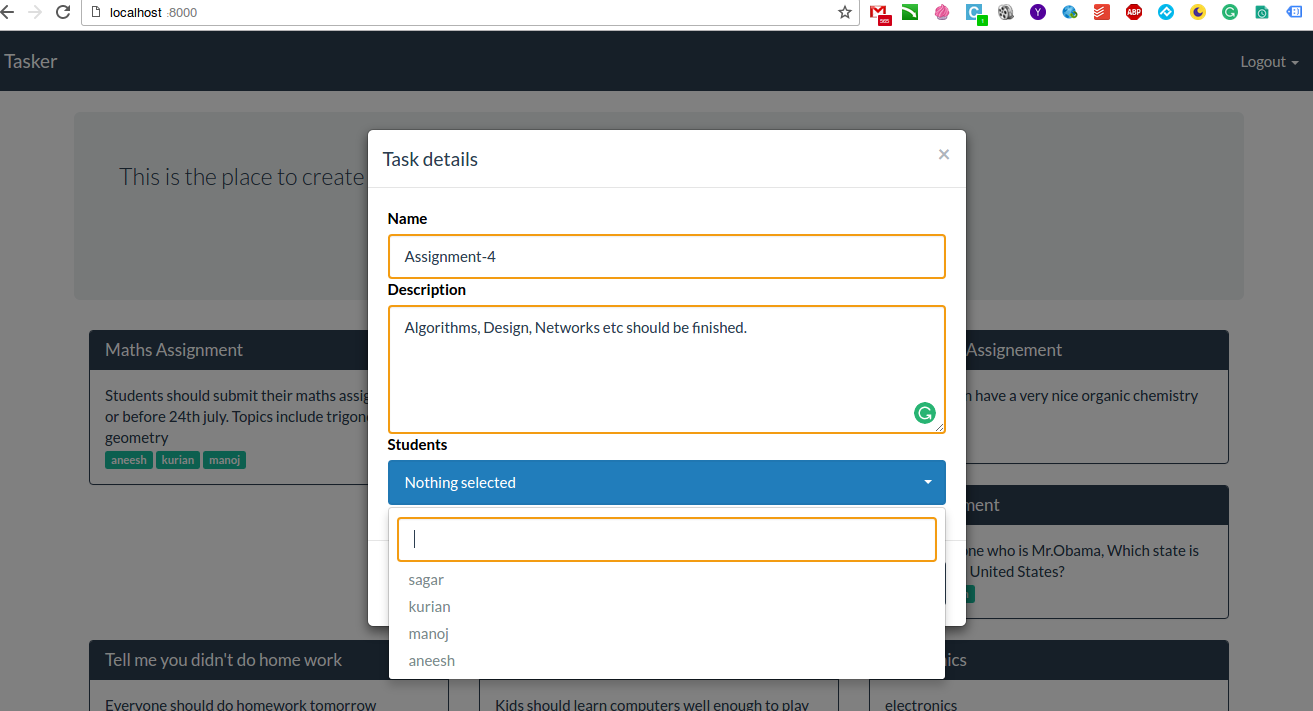 localhost:8000
565
1
Y
ABP
Tasker
Logout
This is the place to create
Task details
×
Name
Assignment-4
Description
Algorithms, Design, Networks etc should be finished.
Students
Nothing selected
sagar
kurian
manoj
aneesh
Maths Assignment
Students should submit their maths assig
or before 24th july. Topics include trigon
geometry
aneesh kurian manoj
Assignement
have a very nice organic chemistry
ment
one who is Mr.Obama, Which state is
United States?
Tell me you didn't do home work
Everyone should do homework tomorrow
Kids should learn computers well enough to play
ics
electronics